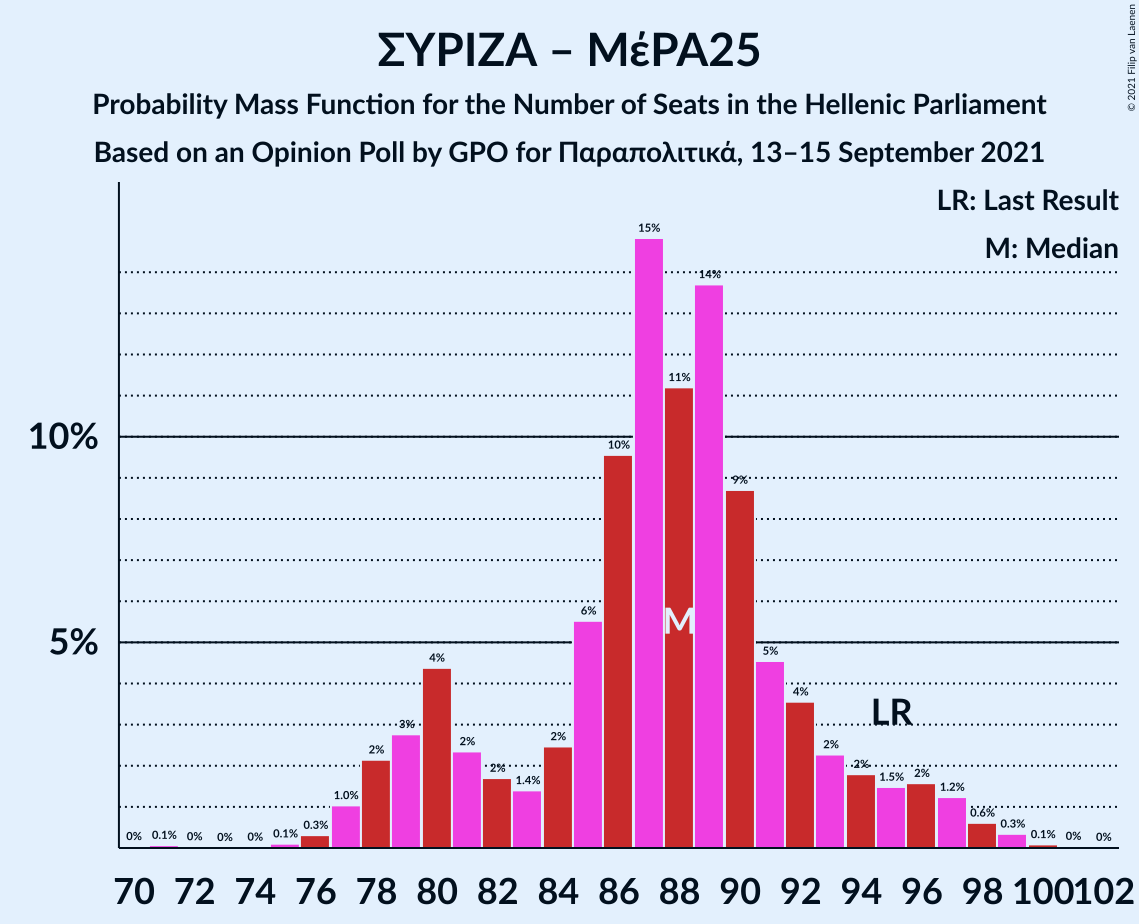 ΣΥΡΙΖΑ – ΜέΡΑ25
Probability Mass Function for the Number of Seats in the Hellenic Parliament
Based on an Opinion Poll by GPO for Παραπολιτικά, 13–15 September 2021
© 2021 Filip van Laenen
LR: Last Result
M: Median
15%
14%
11%
10%
10%
9%
6%
M
5%
5%
4%
4%
LR
3%
2%
2%
2%
2%
2%
2%
2%
1.5%
1.4%
1.2%
1.0%
0.6%
0.3%
0.3%
0% 0.1% 0% 0% 0% 0.1%
0.1% 0% 0%
70 72 74 76 78 80 82 84 86 88 90 92 94 96 98 100 102